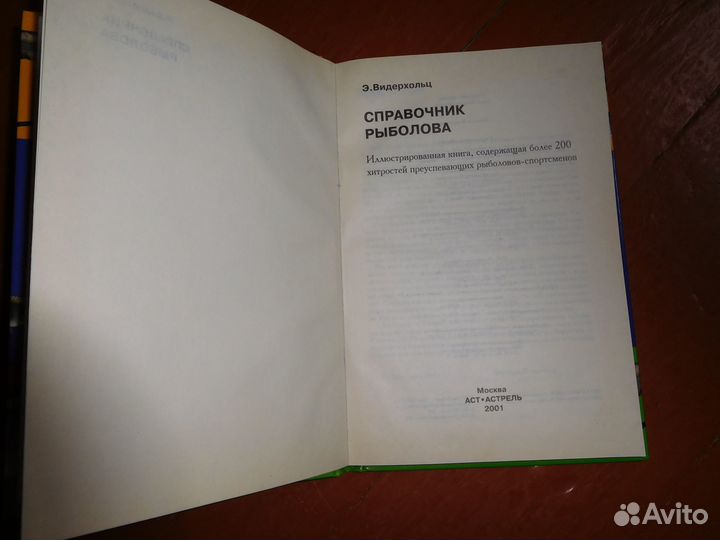 Э.Видерхольц
СПРАВОЧНИК
РЫБОЛОВА
Иллюстрированная книга, содержащая более 200
хитростей преуспевающих рыболовов-спортсменов
Москва
АСТ•АСТРЕЛЬ
2001
Avito